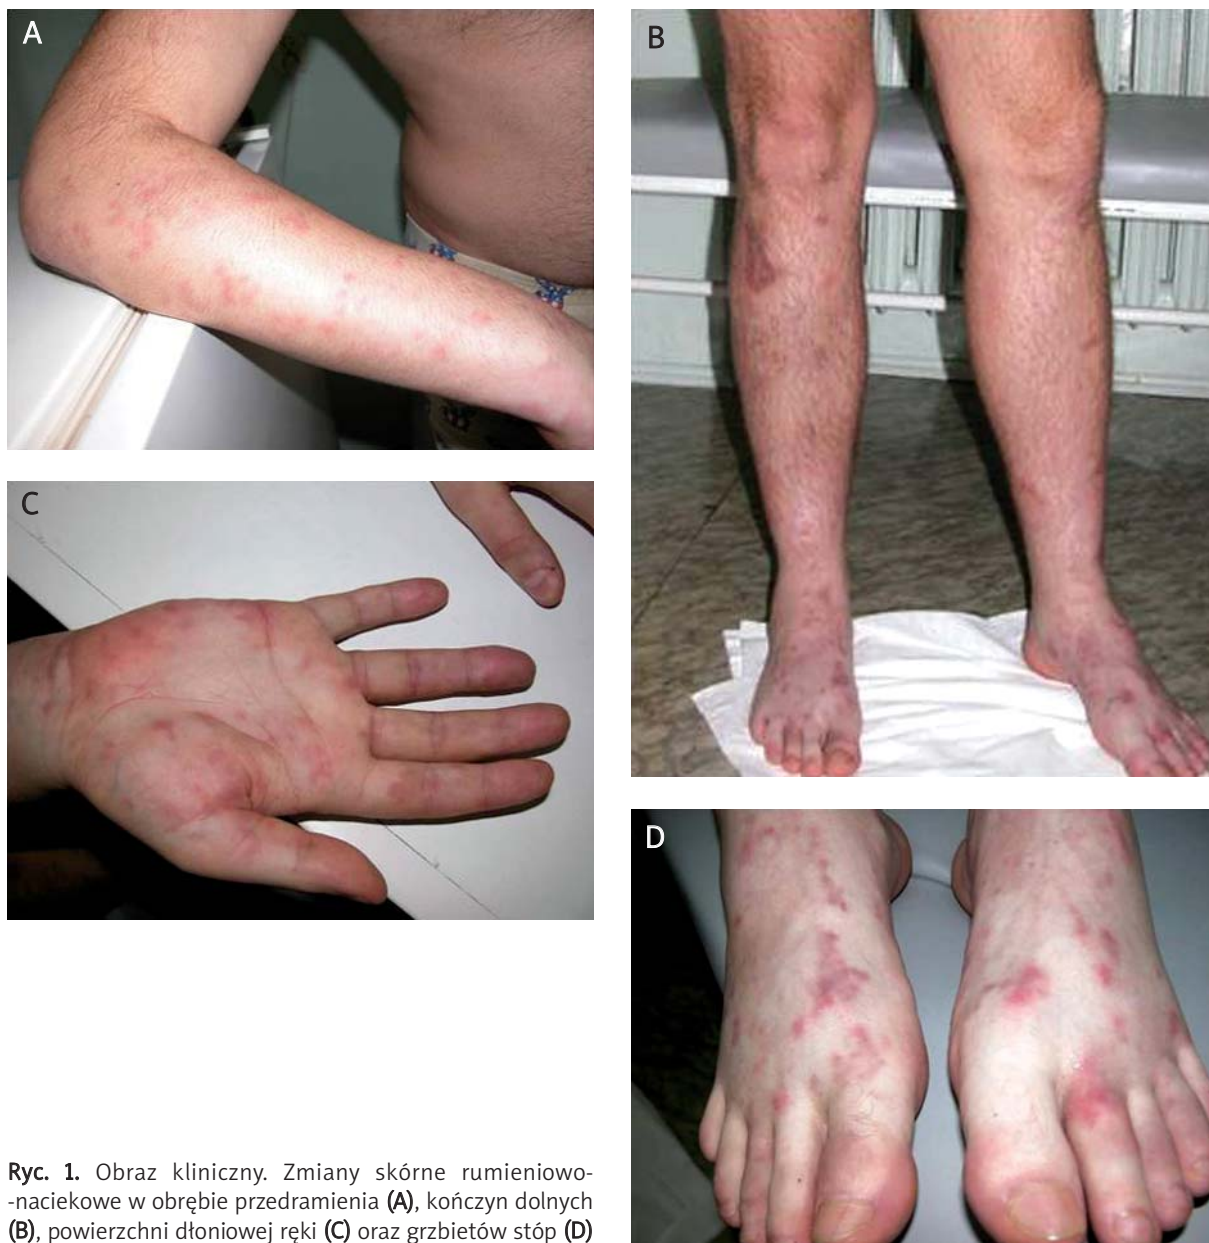 A
B
C
D
Ryc. 1. Obraz kliniczny. Zmiany skórne rumieniowo-
-naciekowe w obrębie przedramienia (A), kończyn dolnych
(B), powierzchni dłoniowej ręki (C) oraz grzbietów stóp (D)